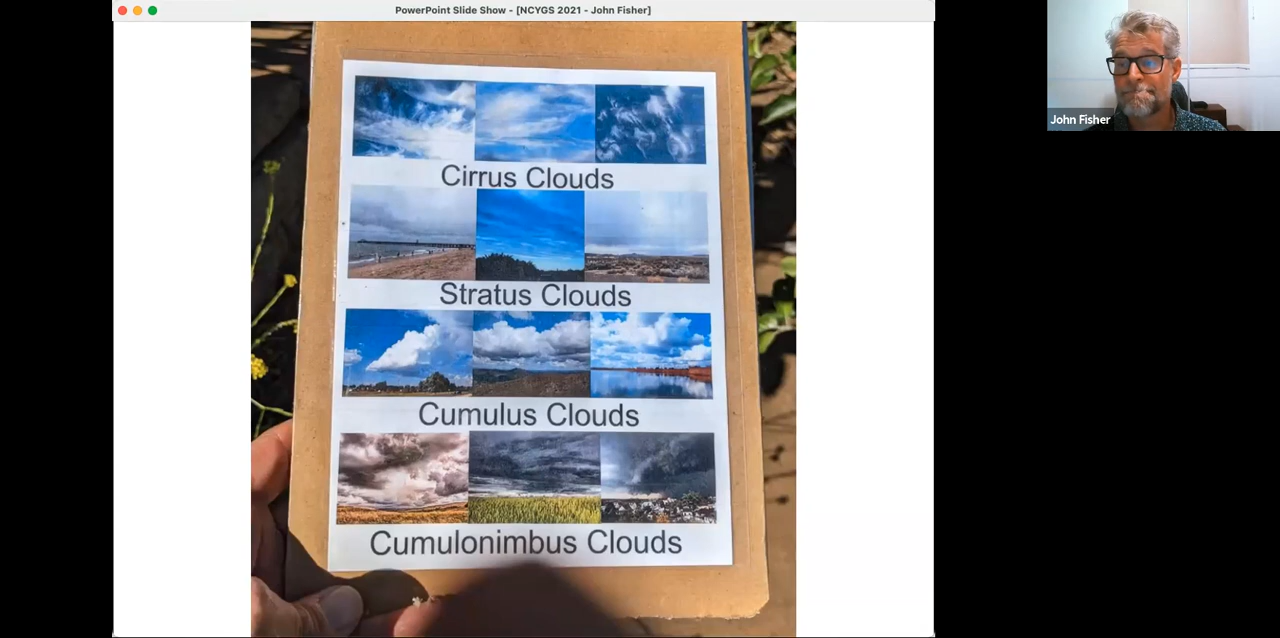 PowerPoint Slide Show - [NCYGS 2021 - John Fisher]
John Fisher
Cirrus Clouds
Stratus Clouds
Cumulus Clouds
Cumulonimbus Clouds